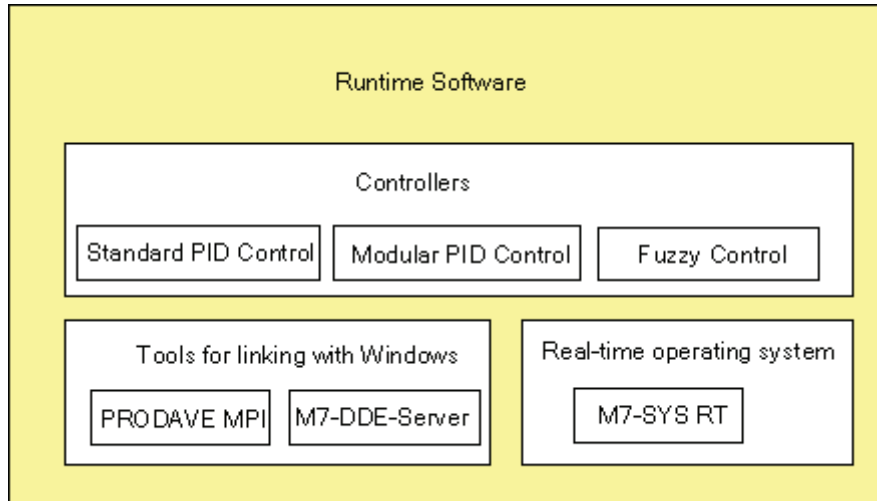 Runtime Software
Controllers
Standard PID Control
Modular PID Control
Fuzzy Control
Tools for linking with Windows
PRODAVE MPI
M7-DDE-Server
Real-time operating system
M7-SYS RT